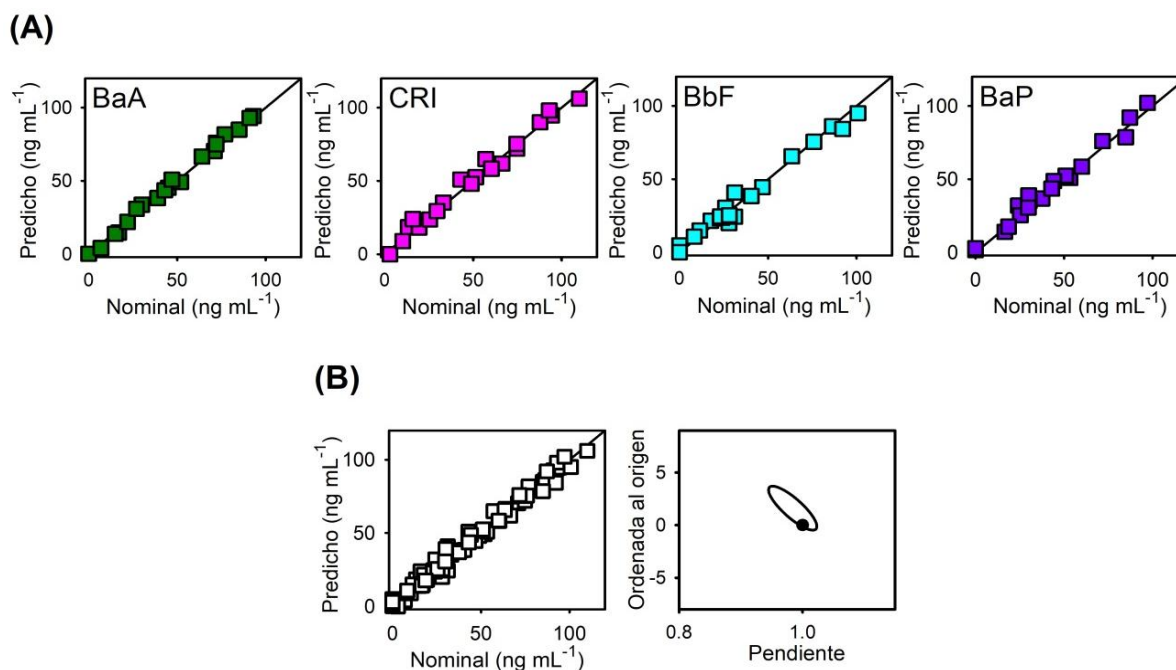 (A)
BaA
Predicho (ng mL⁻¹)
100
50
0
0 50 100
Nominal (ng mL⁻¹)
CRI
Predicho (ng mL⁻¹)
100
50
0
0 50 100
Nominal (ng mL⁻¹)
BbF
Predicho (ng mL⁻¹)
100
50
0
0 50 100
Nominal (ng mL⁻¹)
BaP
Predicho (ng mL⁻¹)
100
50
0
0 50 100
Nominal (ng mL⁻¹)
(B)
Predicho (ng mL⁻¹)
100
50
0
0 50 100
Nominal (ng mL⁻¹)
Ordenada al origen
5
0
-5
0.8 1.0
Pendiente